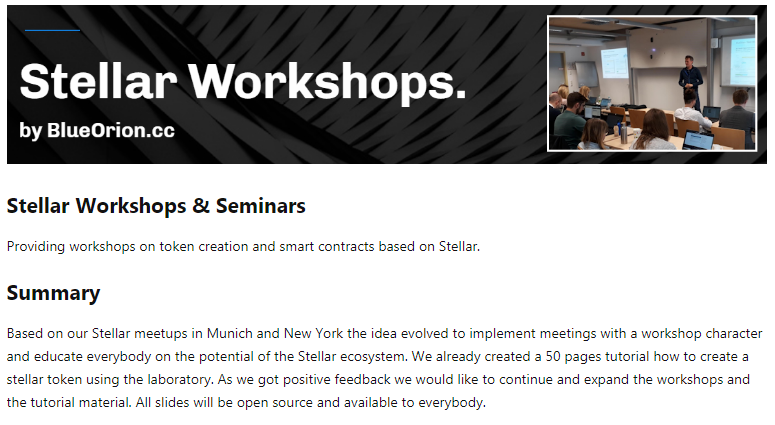 Stellar Workshops.
by BlueOrion.cc
Stellar Workshops & Seminars
Providing workshops on token creation and smart contracts based on Stellar.
Summary
Based on our Stellar meetups in Munich and New York the idea evolved to implement meetings with a workshop character
and educate everybody on the potential of the Stellar ecosystem. We already created a 50 pages tutorial how to create a
stellar token using the laboratory. As we got positive feedback we would like to continue and expand the workshops and
the tutorial material. All slides will be open source and available to everybody.